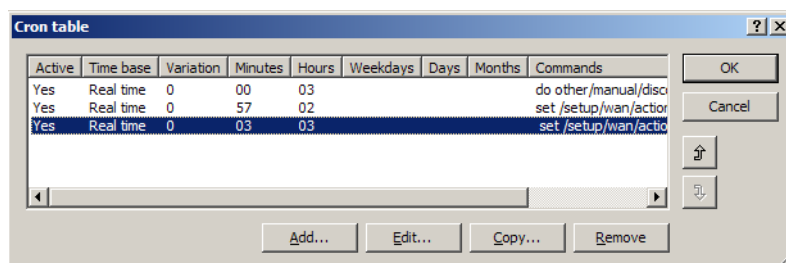 Cron table
Active Time base Variation Minutes Hours Weekdays Days Months Commands
Yes Real time 0 00 03 do other/manual/disc
Yes Real time 0 57 02 set /setup/wan/action
Yes Real time 0 03 03 set /setup/wan/actio
OK
Cancel
Add... Edit... Copy... Remove